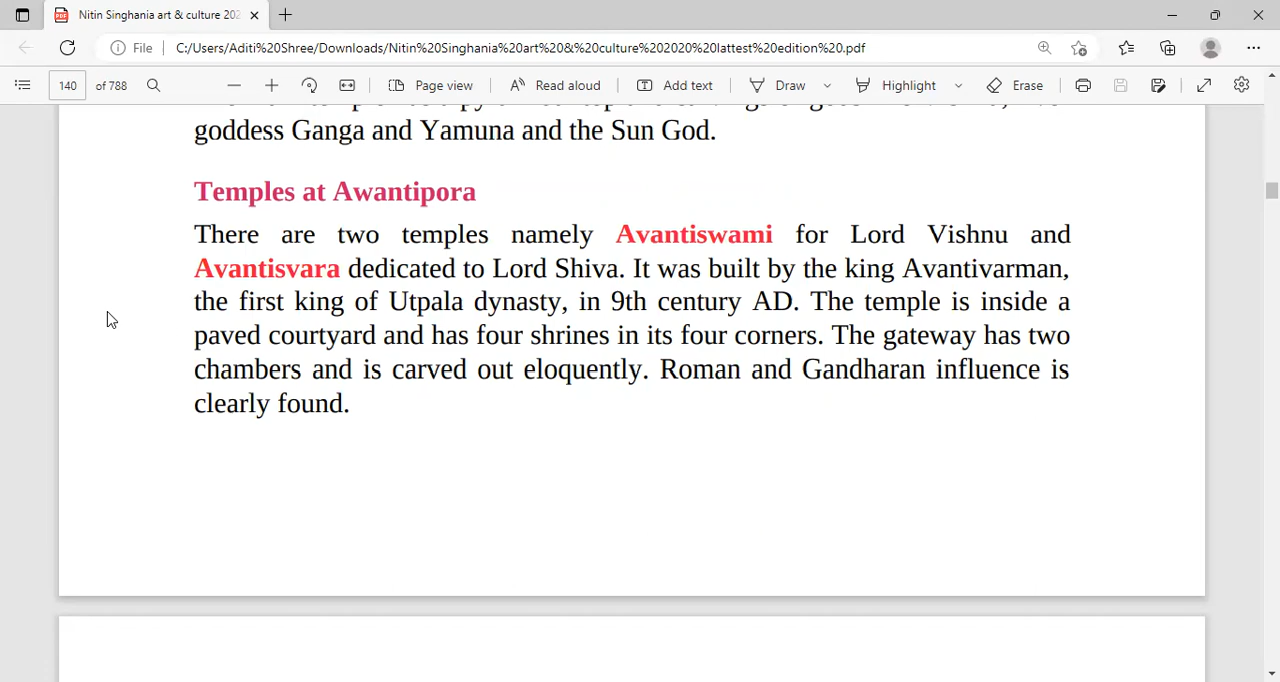 Nitin Singhania art & culture 202
File
C:/Users/Aditi%20Shree/Downloads/Nitin%20Singhania%20art%20&%20culture%202020%20lattest%20edition%20.pdf
140 of 788
Page view
Read aloud
Add text
Draw
Highlight
Erase
goddess Ganga and Yamuna and the Sun God.
Temples at Awantipora
There are two temples namely Avantiswami for Lord Vishnu and
Avantisvara dedicated to Lord Shiva. It was built by the king Avantivarman,
the first king of Utpala dynasty, in 9th century AD. The temple is inside a
paved courtyard and has four shrines in its four corners. The gateway has two
chambers and is carved out eloquently. Roman and Gandharan influence is
clearly found.